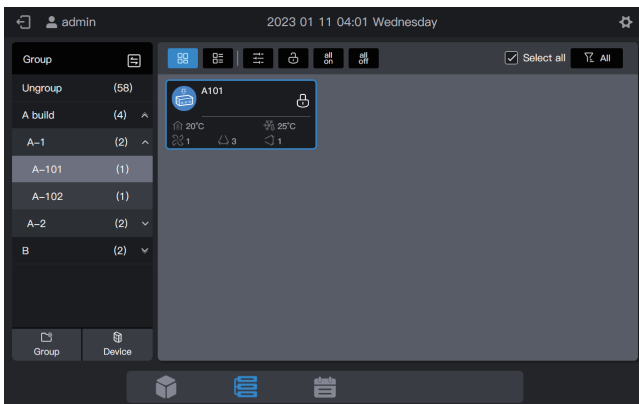 admin 2023 01 11 04:01 Wednesday
Group
all on
all off
Select all
All
Ungroup (58)
A build (4)
A-1 (2)
A-101 (1)
A-102 (1)
A-2 (2)
B (2)
A101
20°C 25°C
1 3 1
Group Device